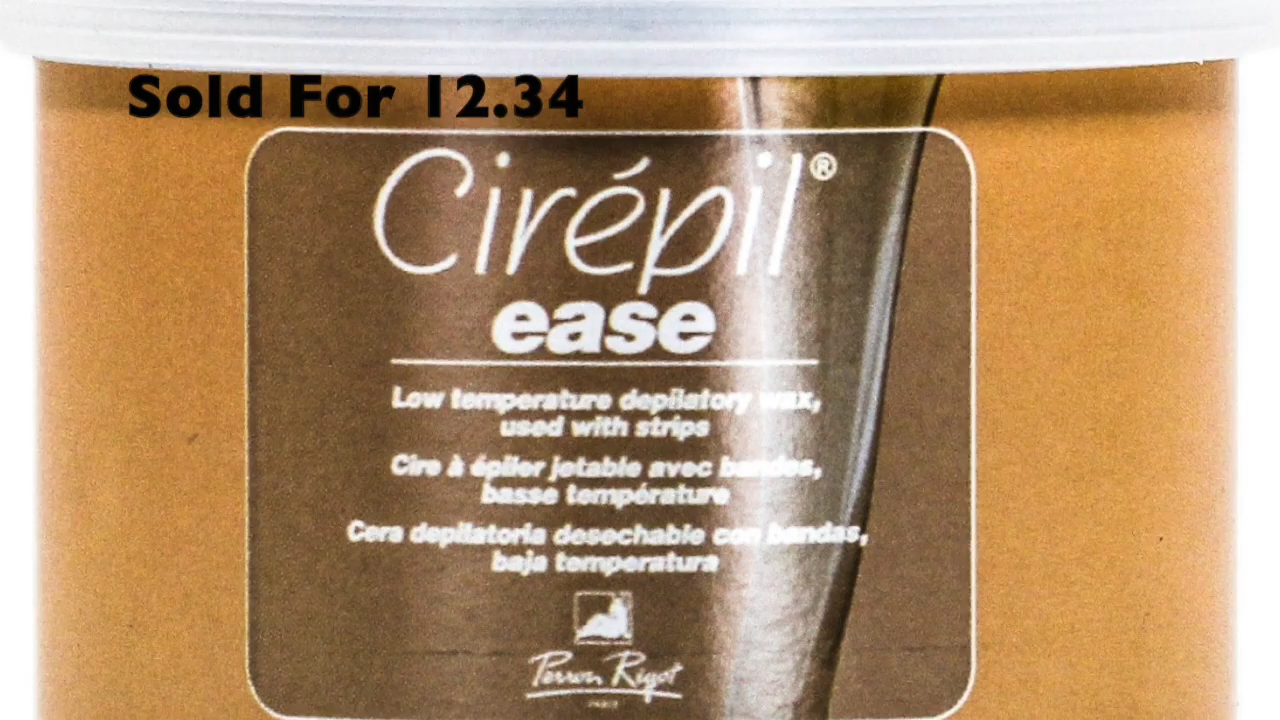 Sold For 12.34
Cirépil®
ease
Low temperature depilatory wax,
used with strips
Cire à épiler jetable avec bandes,
basse température
Cera depilatoria desechable con bandas,
baja temperatura
Perron Rigot
PARIS